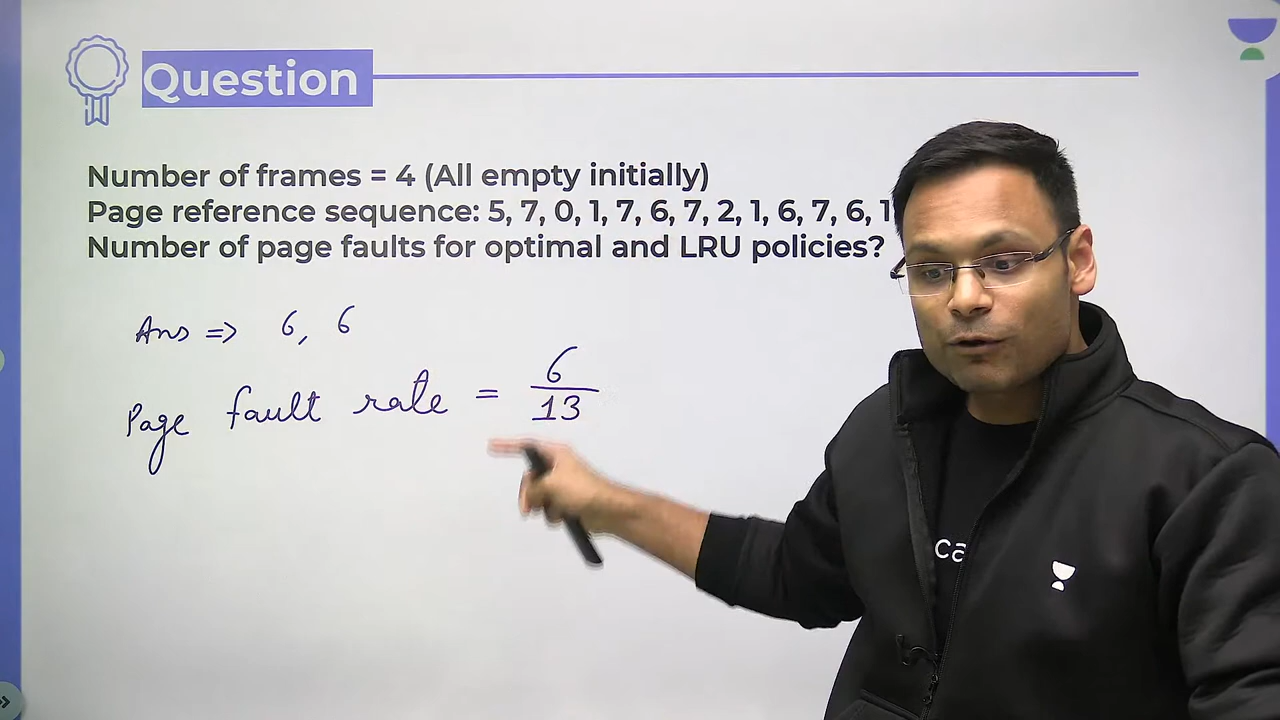 Question
Number of frames = 4 (All empty initially)
Page reference sequence: 5, 7, 0, 1, 7, 6, 7, 2, 1, 6, 7, 6, 1
Number of page faults for optimal and LRU policies?
Ans => 6, 6
Page fault rate = 6/13
ca